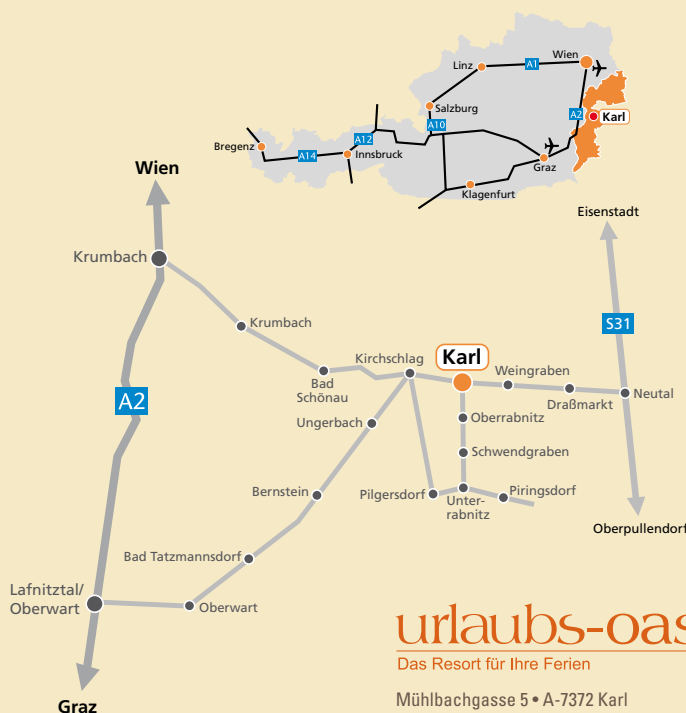 Wien
Linz
A1
Salzburg
A2
Karl
A10
A12
Bregenz
A14
Innsbruck
Graz
Klagenfurt
Wien
Eisenstadt
Krumbach
Krumbach
S31
Kirchschlag
Karl
Weingraben
Bad
Schönau
Draßmarkt
Neutal
A2
Ungerbach
Oberrabnitz
Schwendgraben
Bernstein
Pilgersdorf
Unter-
rabnitz
Piringsdorf
Oberpullendorf
Bad Tatzmannsdorf
Lafnitztal/
Oberwart
Oberwart
urlaubs-oas
Das Resort für Ihre Ferien
Mühlbachgasse 5 • A-7372 Karl
Graz